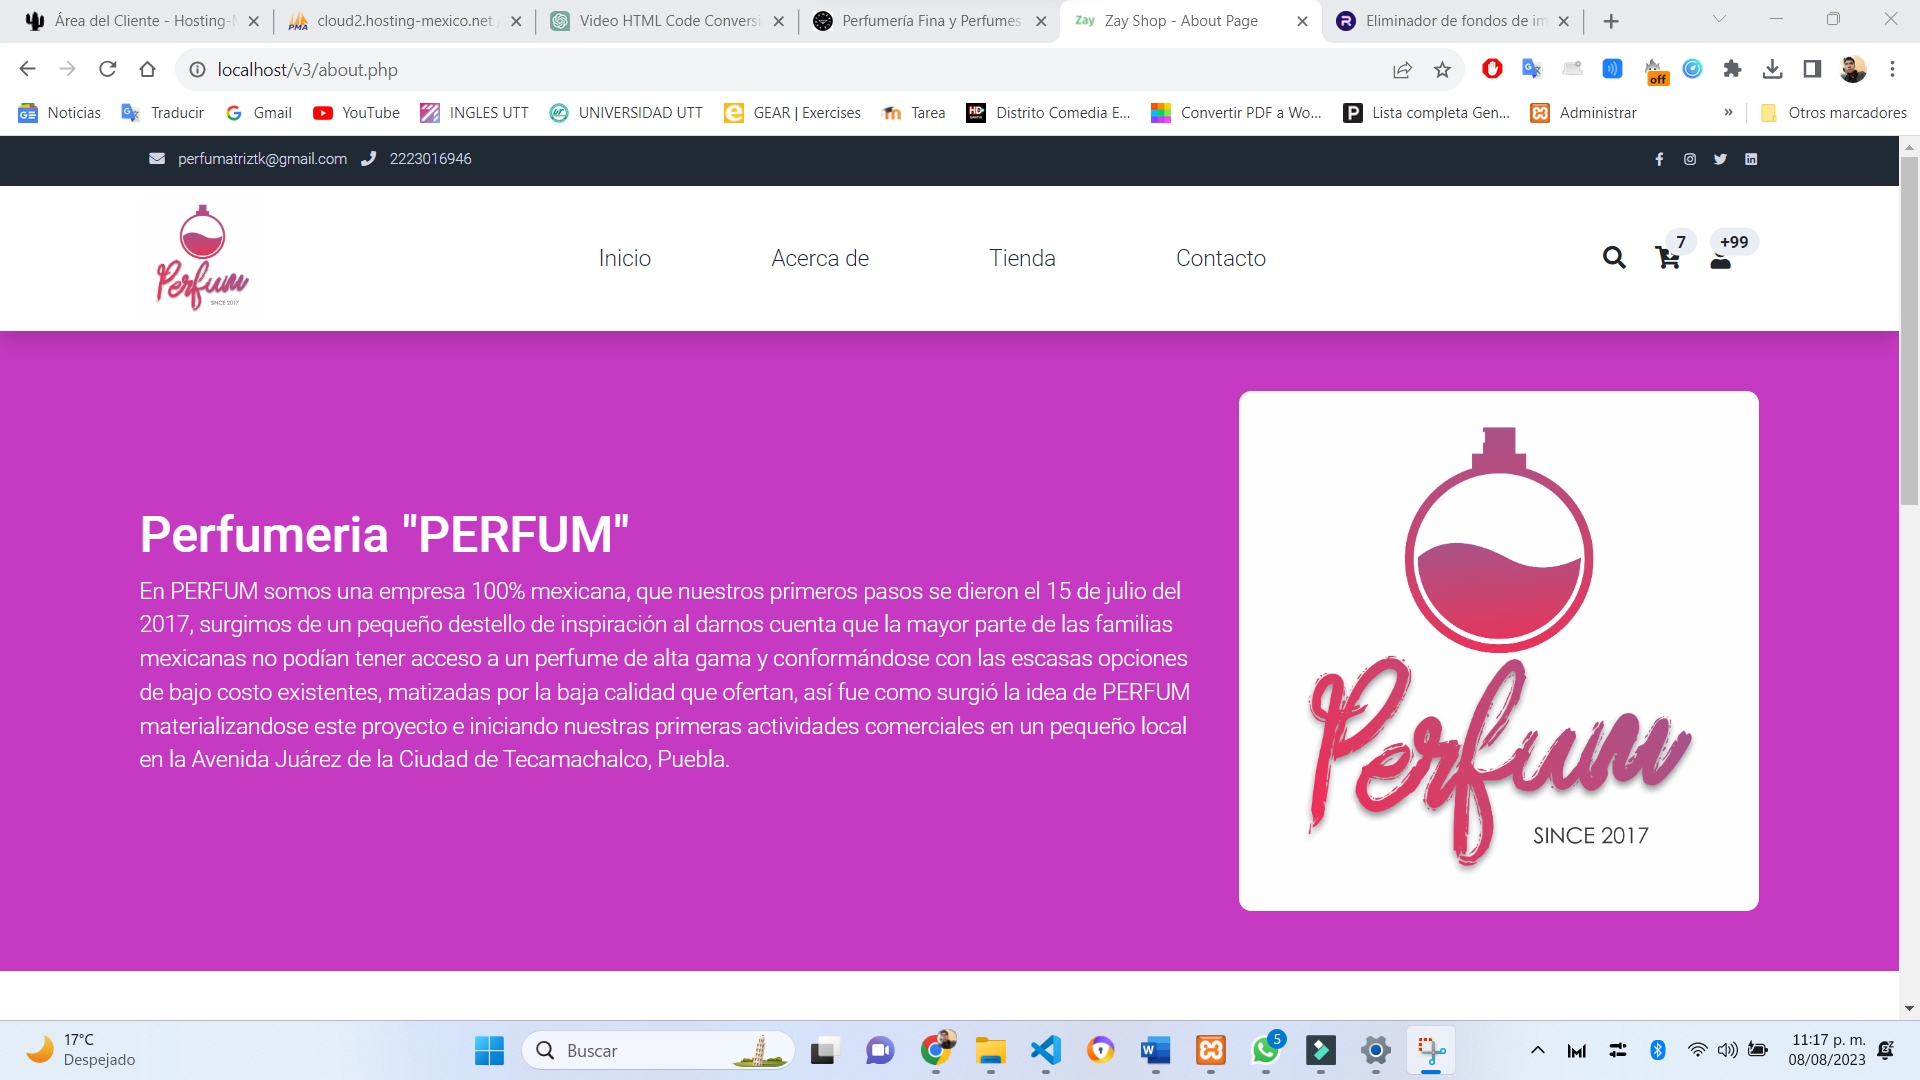 Área del Cliente - Hosting-M
cloud2.hosting-mexico.net /
Video HTML Code Conversi
Perfumería Fina y Perfumes
Zay
Zay Shop - About Page
Eliminador de fondos de im
localhost/v3/about.php
off
Noticias
Traducir
Gmail
YouTube
INGLES UTT
UNIVERSIDAD UTT
GEAR | Exercises
Tarea
Distrito Comedia E...
Convertir PDF a Wo...
Lista completa Gen...
Administrar
»
Otros marcadores
perfumatriztk@gmail.com
2223016946
Perfum
SINCE 2017
Inicio
Acerca de
Tienda
Contacto
7
+99
Perfumeria "PERFUM"
En PERFUM somos una empresa 100% mexicana, que nuestros primeros pasos se dieron el 15 de julio del
2017, surgimos de un pequeño destello de inspiración al darnos cuenta que la mayor parte de las familias
mexicanas no podían tener acceso a un perfume de alta gama y conformándose con las escasas opciones
de bajo costo existentes, matizadas por la baja calidad que ofertan, así fue como surgió la idea de PERFUM
materializandose este proyecto e iniciando nuestras primeras actividades comerciales en un pequeño local
en la Avenida Juárez de la Ciudad de Tecamachalco, Puebla.
Perfum
SINCE 2017
17°C
Despejado
Buscar
5
11:17 p. m.
08/08/2023